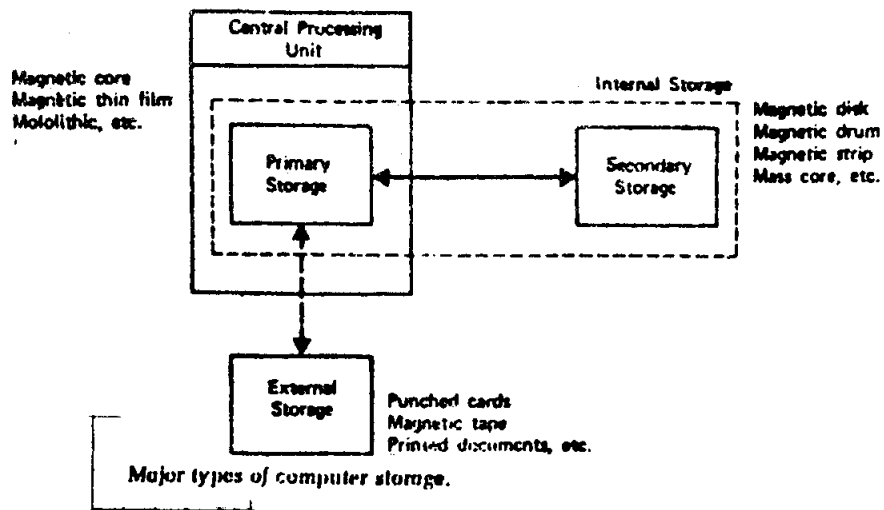 Central Processing
Unit
Magnetic core
Magnetic thin film
Mololithic, etc.
Internal Storage
Magnetic disk
Magnetic drum
Magnetic strip
Mass core, etc.
Primary
Storage
Secondary
Storage
External
Storage
Punched cards
Magnetic tape
Printed documents, etc.
Major types of computer storage.